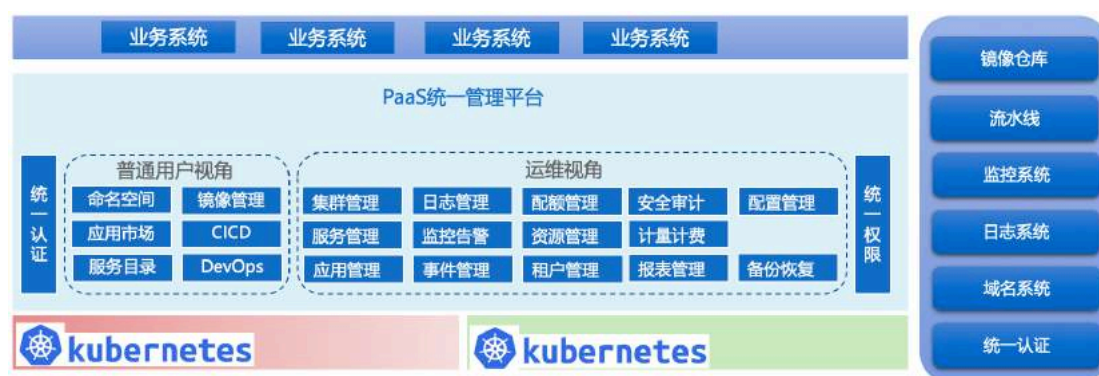 业务系统 业务系统 业务系统 业务系统
PaaS统一管理平台
统一认证
普通用户视角
命名空间 镜像管理
应用市场 CICD
服务目录 DevOps
运维视角
集群管理 日志管理 配额管理 安全审计 配置管理
服务管理 监控告警 资源管理 计量计费
应用管理 事件管理 租户管理 报表管理 备份恢复
统一权限
kubernetes kubernetes
镜像仓库
流水线
监控系统
日志系统
域名系统
统一认证